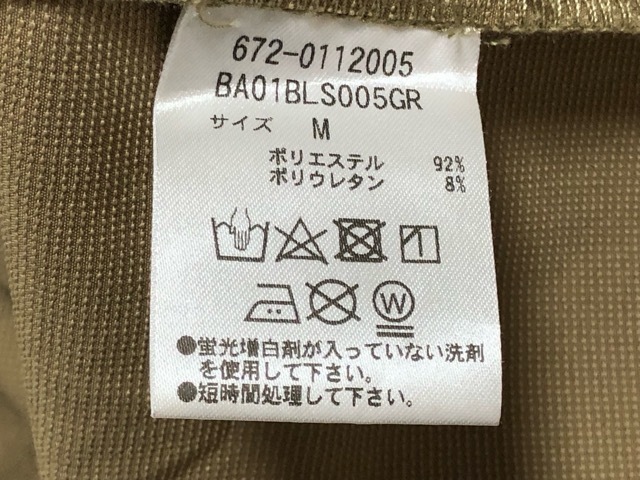 672-0112005
BA01BLS005GR
サイズ M
ポリエステル 92%
ポリウレタン 8%
W
●蛍光増白剤が入っていない洗剤
を使用して下さい。
●短時間処理して下さい。